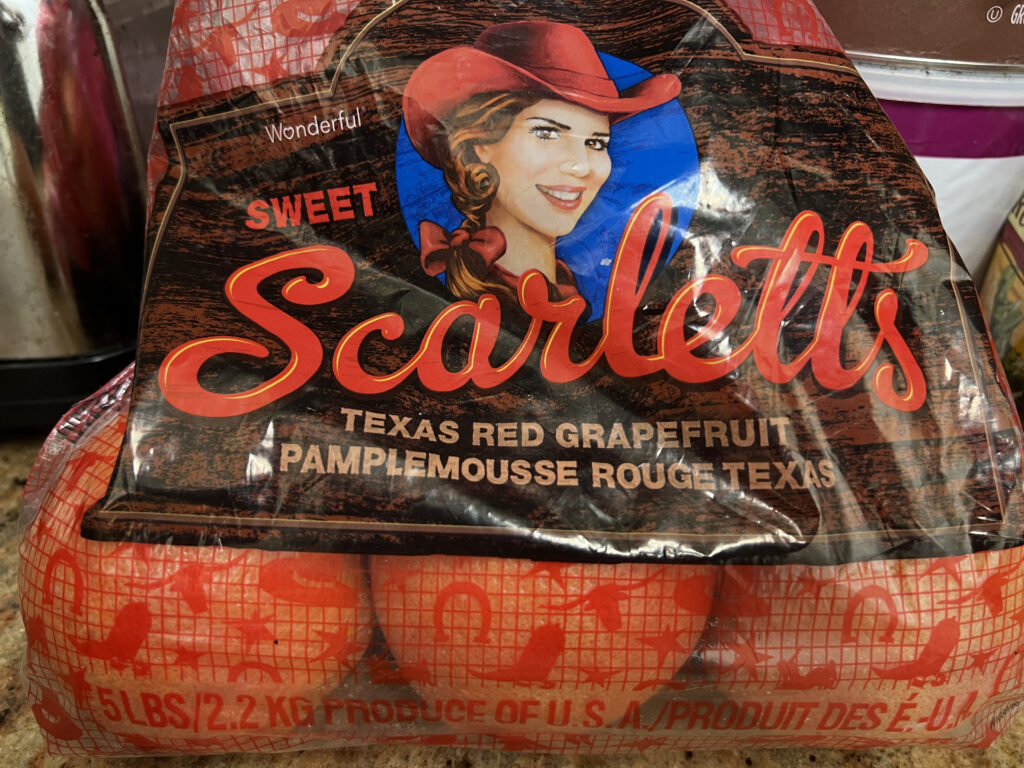 Wonderful
SWEET
Scarletts
TEXAS RED GRAPEFRUIT
PAMPLEMOUSSE ROUGE TEXAS
5 LBS/2.2 KG PRODUCE OF U.S.A./PRODUIT DES É.-U.A